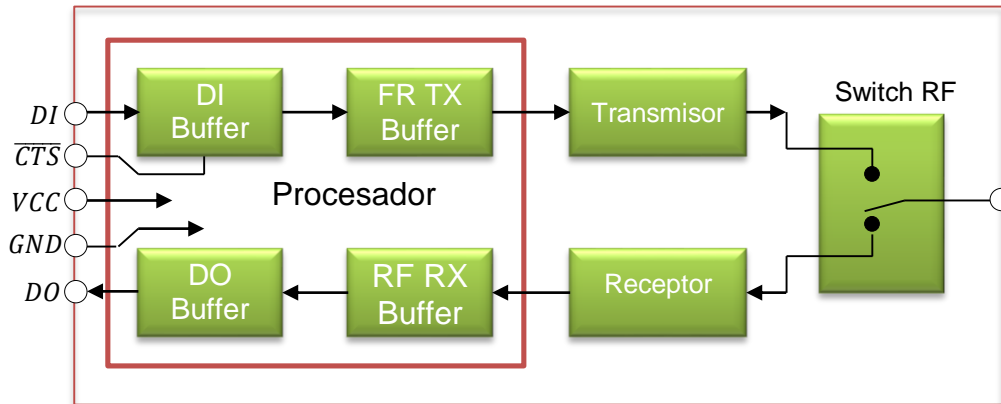 DI
Buffer
FR TX
Buffer
Transmisor
Switch RF
DI
CTS
VCC
GND
DO
Procesador
DO
Buffer
RF RX
Buffer
Receptor